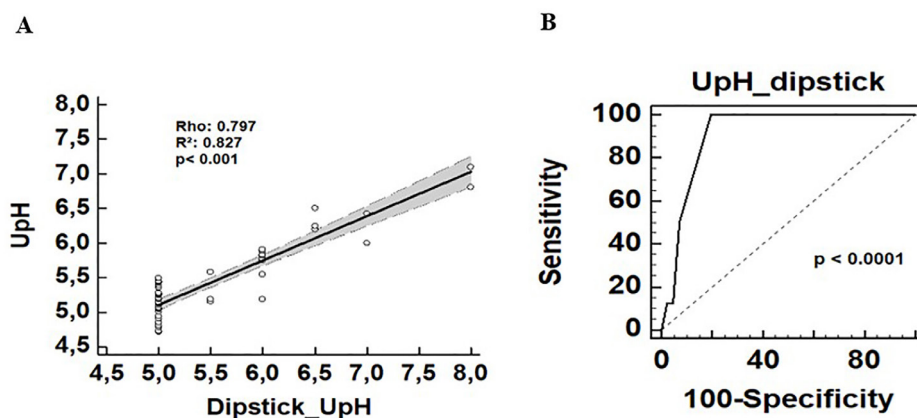 A
8,0
7,5
7,0
6,5
6,0
5,5
5,0
4,5
UpH
Rho: 0.797
R²: 0.827
p< 0.001
4,5 5,0 5,5 6,0 6,5 7,0 7,5 8,0
Dipstick_UpH
B
UpH_dipstick
100
80
60
40
20
0
Sensitivity
p < 0.0001
0 40 80
100-Specificity